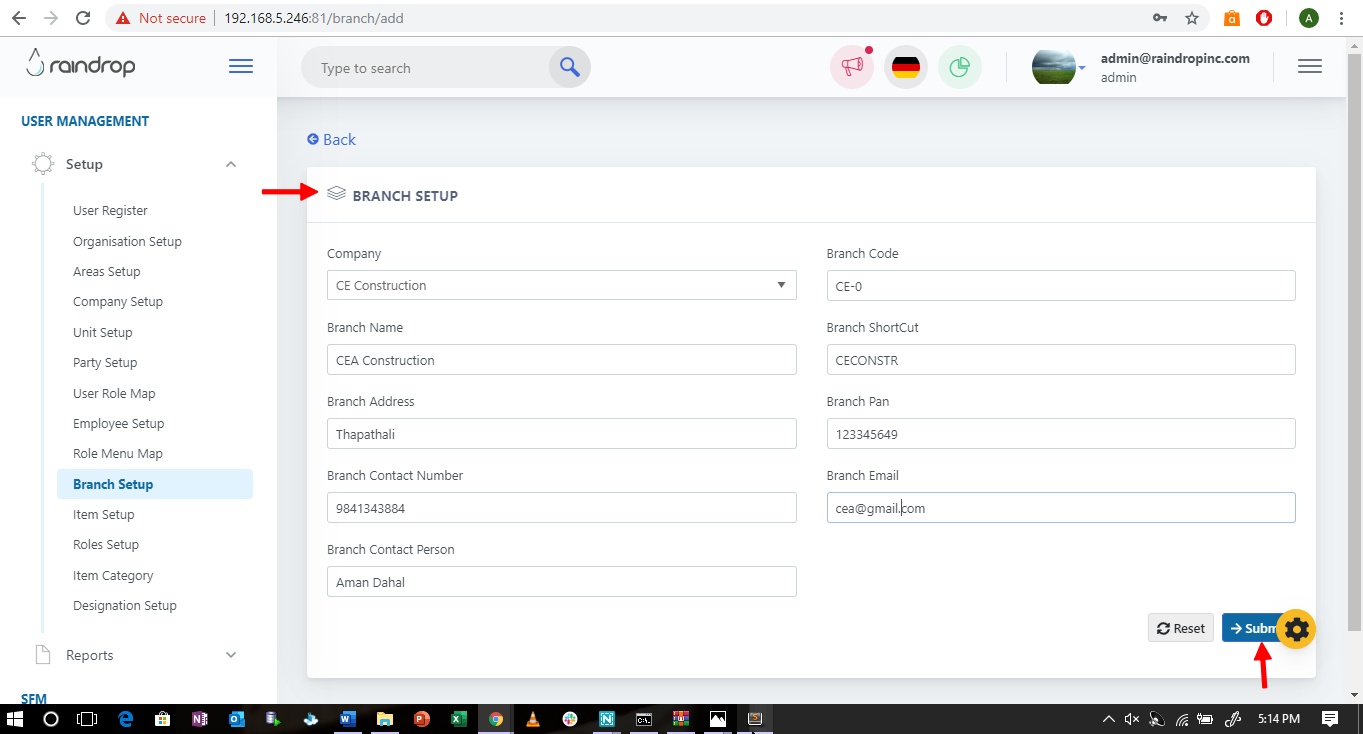 Not secure
192.168.5.246:81/branch/add
A
raindrop
Type to search
admin@raindropinc.com
admin
USER MANAGEMENT
Setup
User Register
Organisation Setup
Areas Setup
Company Setup
Unit Setup
Party Setup
User Role Map
Employee Setup
Role Menu Map
Branch Setup
Item Setup
Roles Setup
Item Category
Designation Setup
Reports
SFM
Back
BRANCH SETUP
Company
CE Construction
Branch Code
CE-0
Branch Name
CEA Construction
Branch ShortCut
CECONSTR
Branch Address
Thapathali
Branch Pan
123345649
Branch Contact Number
9841343884
Branch Email
cea@gmail.com
Branch Contact Person
Aman Dahal
Reset
Subm
5:14 PM